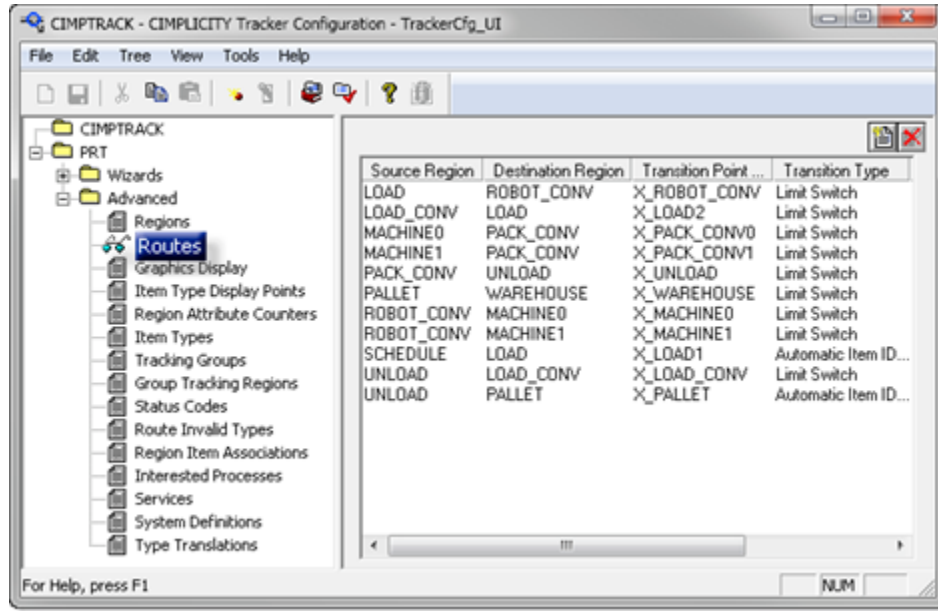 CIMPTRACK - CIMPLICITY Tracker Configuration - TrackerCfg_UI
File Edit Tree View Tools Help
CIMPTRACK
PRT
Wizards
Advanced
Regions
Routes
Graphics Display
Item Type Display Points
Region Attribute Counters
Item Types
Tracking Groups
Group Tracking Regions
Status Codes
Route Invalid Types
Region Item Associations
Interested Processes
Services
System Definitions
Type Translations
Source Region Destination Region Transition Point ... Transition Type
LOAD ROBOT_CONV X_ROBOT_CONV Limit Switch
LOAD_CONV LOAD X_LOAD2 Limit Switch
MACHINE0 PACK_CONV X_PACK_CONV0 Limit Switch
MACHINE1 PACK_CONV X_PACK_CONV1 Limit Switch
PACK_CONV UNLOAD X_UNLOAD Limit Switch
PALLET WAREHOUSE X_WAREHOUSE Limit Switch
ROBOT_CONV MACHINE0 X_MACHINE0 Limit Switch
ROBOT_CONV MACHINE1 X_MACHINE1 Limit Switch
SCHEDULE LOAD X_LOAD1 Automatic Item ID...
UNLOAD LOAD_CONV X_LOAD_CONV Limit Switch
UNLOAD PALLET X_PALLET Automatic Item ID...
For Help, press F1
NUM